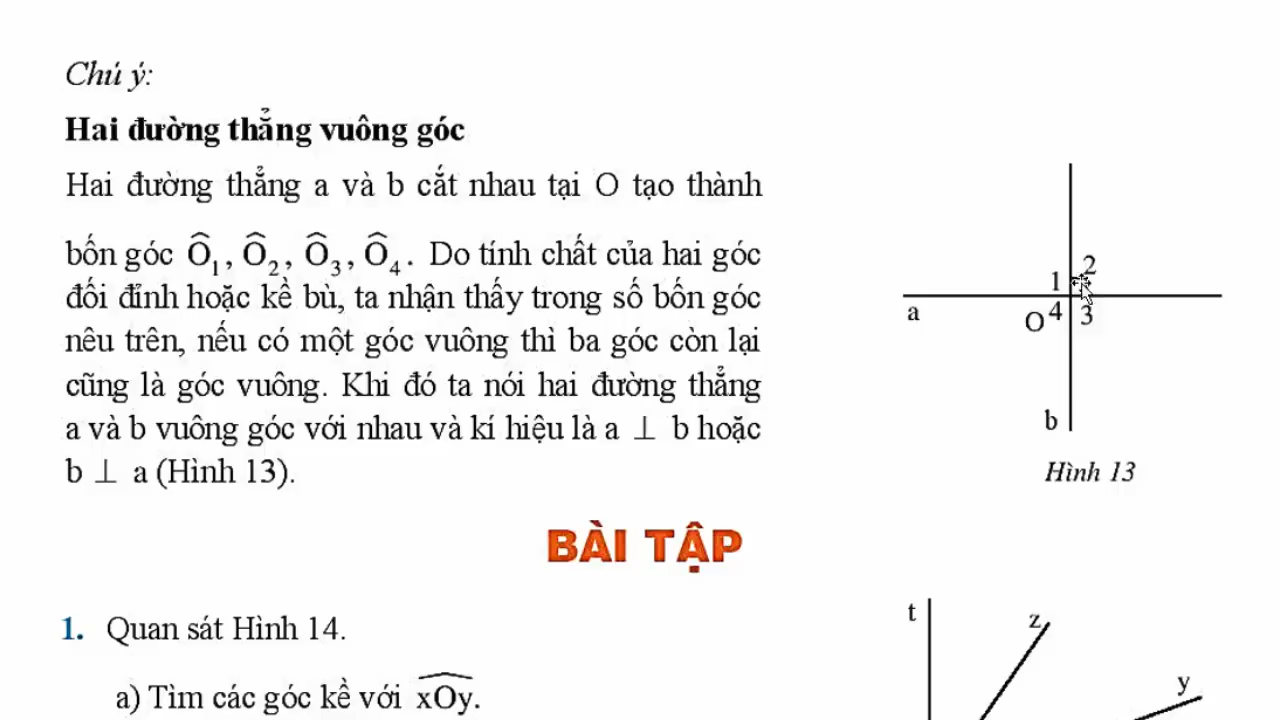 Chú ý:
Hai đường thẳng vuông góc
Hai đường thẳng a và b cắt nhau tại O tạo thành
bốn góc Ô₁, Ô₂, Ô₃, Ô₄. Do tính chất của hai góc
đối đỉnh hoặc kề bù, ta nhận thấy trong số bốn góc
nêu trên, nếu có một góc vuông thì ba góc còn lại
cũng là góc vuông. Khi đó ta nói hai đường thẳng
a và b vuông góc với nhau và kí hiệu là a ⊥ b hoặc
b ⊥ a (Hình 13).
1 2
a O 4 3
b
Hình 13
BÀI TẬP
1. Quan sát Hình 14.
a) Tìm các góc kề với xOy.
t z
y